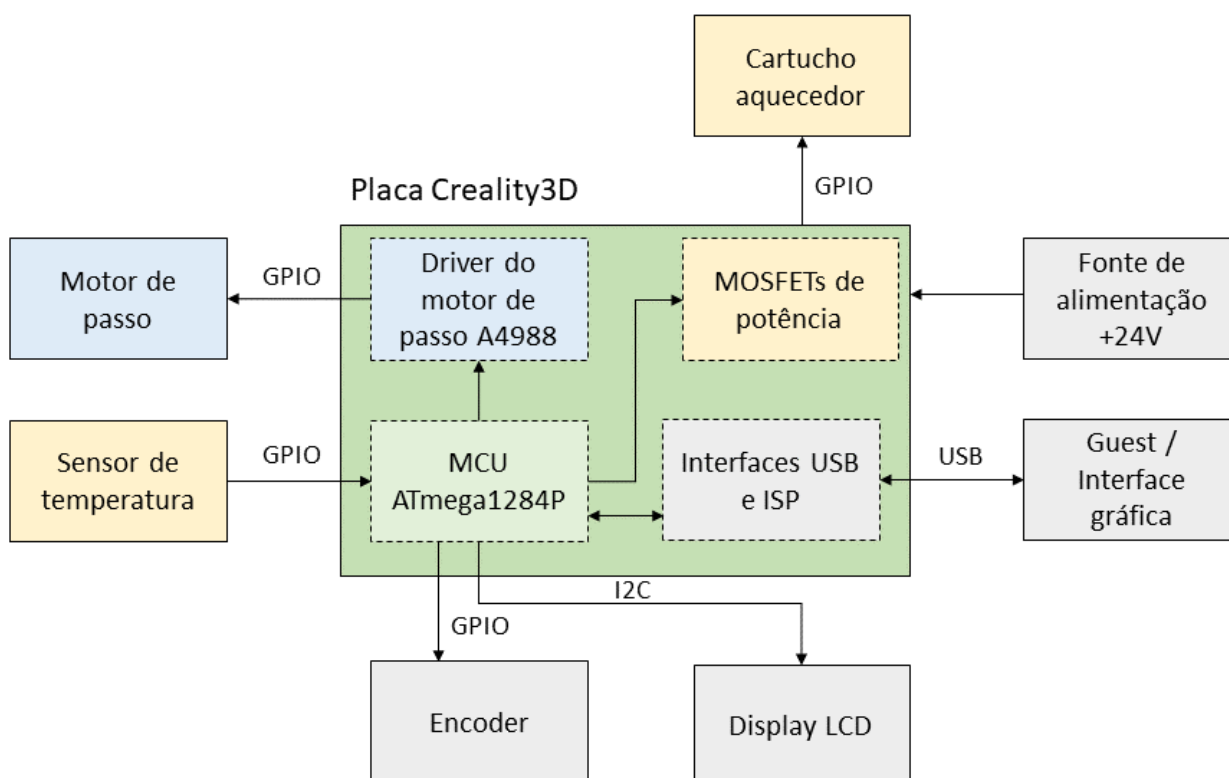 Cartucho
aquecedor
GPIO
Placa Creality3D
Motor de
passo
GPIO
Driver do
motor de
passo A4988
MOSFETs de
potência
Fonte de
alimentação
+24V
Sensor de
temperatura
GPIO
MCU
ATmega1284P
Interfaces USB
e ISP
USB
Guest /
Interface
gráfica
I2C
GPIO
Encoder
Display LCD